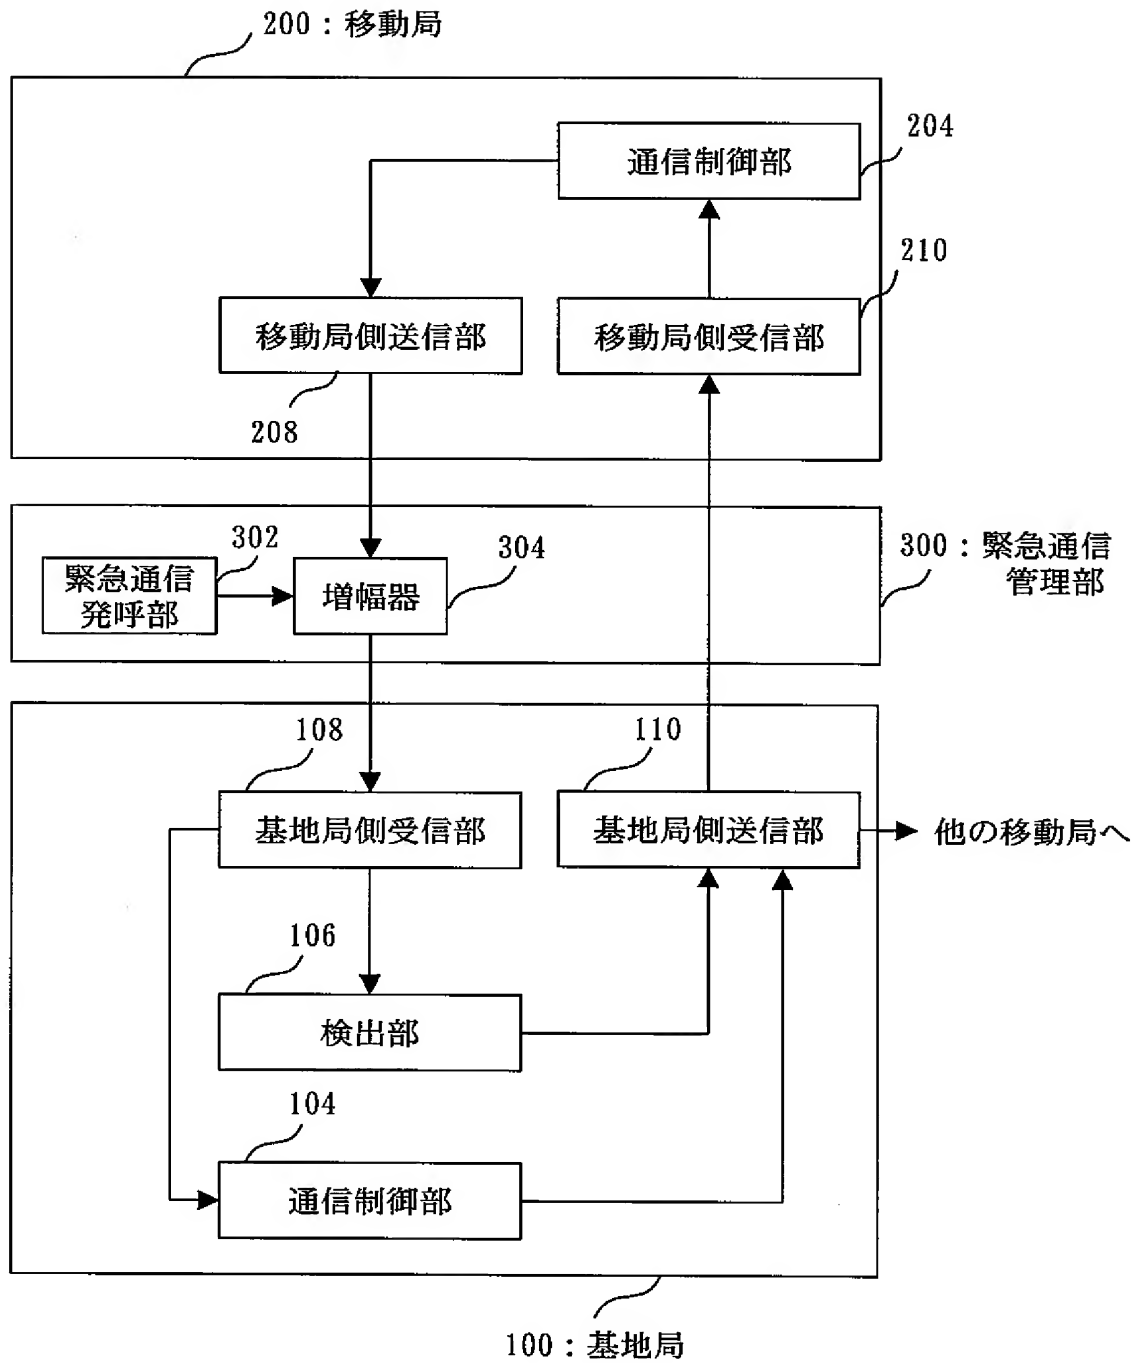 200：移動局
204
通信制御部
210
移動局側送信部
移動局側受信部
208
302
304
300：緊急通信
管理部
緊急通信
発呼部
増幅器
108
110
基地局側受信部
基地局側送信部
他の移動局へ
106
検出部
104
通信制御部
100：基地局